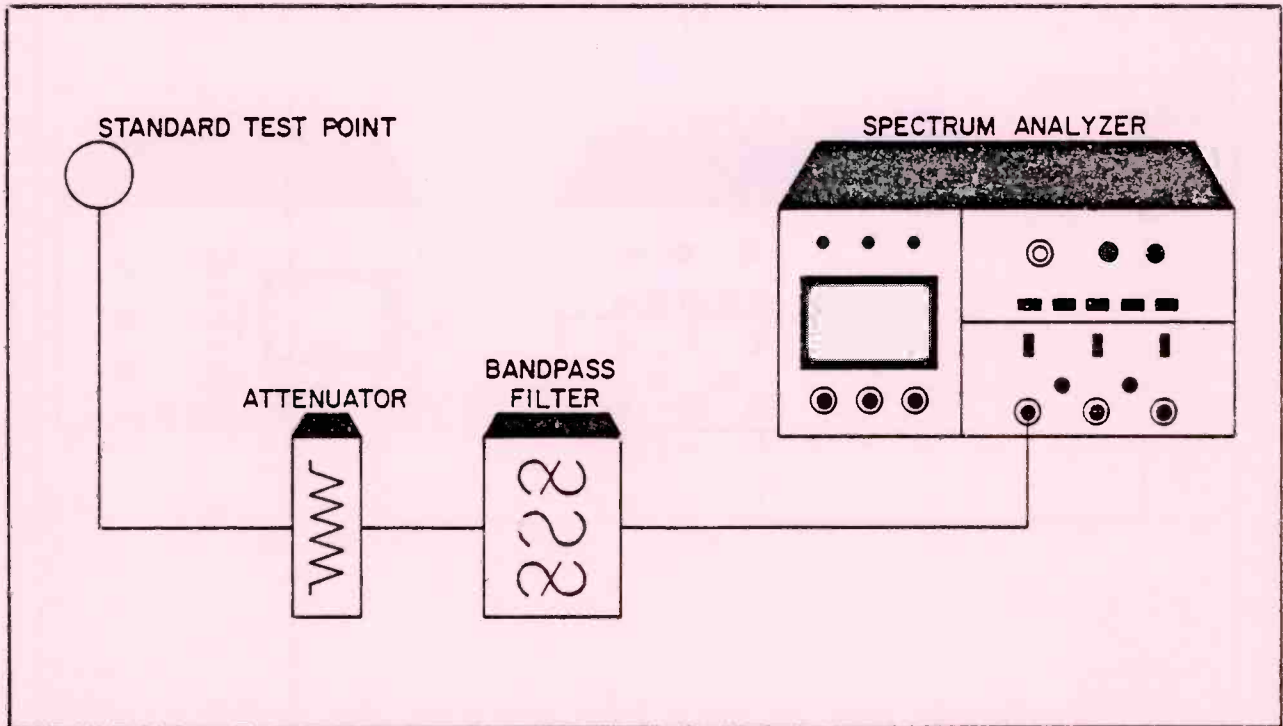 STANDARD TEST POINT
SPECTRUM ANALYZER
ATTENUATOR
BANDPASS
FILTER